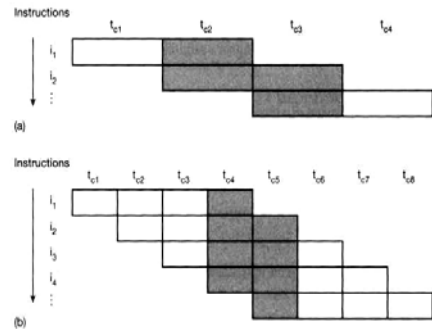 Instructions
t_c1 t_c2 t_c3 t_c4
i_1
i_2
⋮
(a)
Instructions
t_c1 t_c2 t_c3 t_c4 t_c5 t_c6 t_c7 t_c8
i_1
i_2
i_3
i_4
⋮
(b)